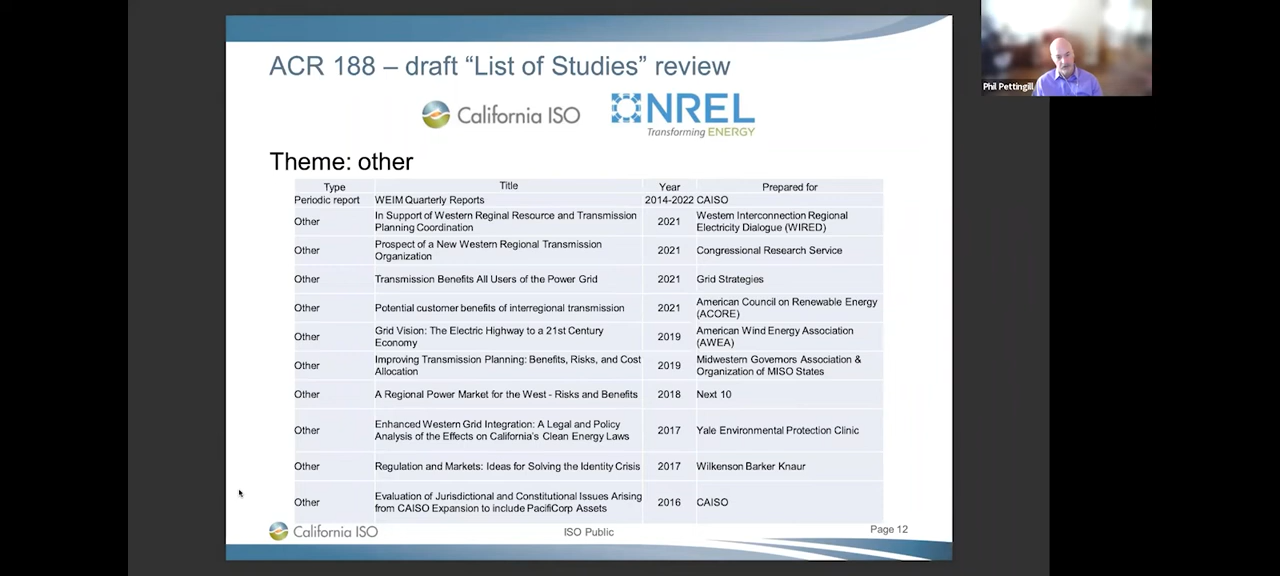 ACR 188 – draft “List of Studies” review
California ISO
NREL
Transforming ENERGY
Phil Pettingill
Theme: other
Type Title Year Prepared for
Periodic report WEIM Quarterly Reports 2014-2022 CAISO
Other In Support of Western Reginal Resource and Transmission Planning Coordination 2021 Western Interconnection Regional Electricity Dialogue (WIRED)
Other Prospect of a New Western Regional Transmission Organization 2021 Congressional Research Service
Other Transmission Benefits All Users of the Power Grid 2021 Grid Strategies
Other Potential customer benefits of interregional transmission 2021 American Council on Renewable Energy (ACORE)
Other Grid Vision: The Electric Highway to a 21st Century Economy 2019 American Wind Energy Association (AWEA)
Other Improving Transmission Planning: Benefits, Risks, and Cost Allocation 2019 Midwestern Governors Association & Organization of MISO States
Other A Regional Power Market for the West - Risks and Benefits 2018 Next 10
Other Enhanced Western Grid Integration: A Legal and Policy Analysis of the Effects on California's Clean Energy Laws 2017 Yale Environmental Protection Clinic
Other Regulation and Markets: Ideas for Solving the Identity Crisis 2017 Wilkenson Barker Knaur
Other Evaluation of Jurisdictional and Constitutional Issues Arising from CAISO Expansion to include PacifiCorp Assets 2016 CAISO
California ISO
ISO Public
Page 12